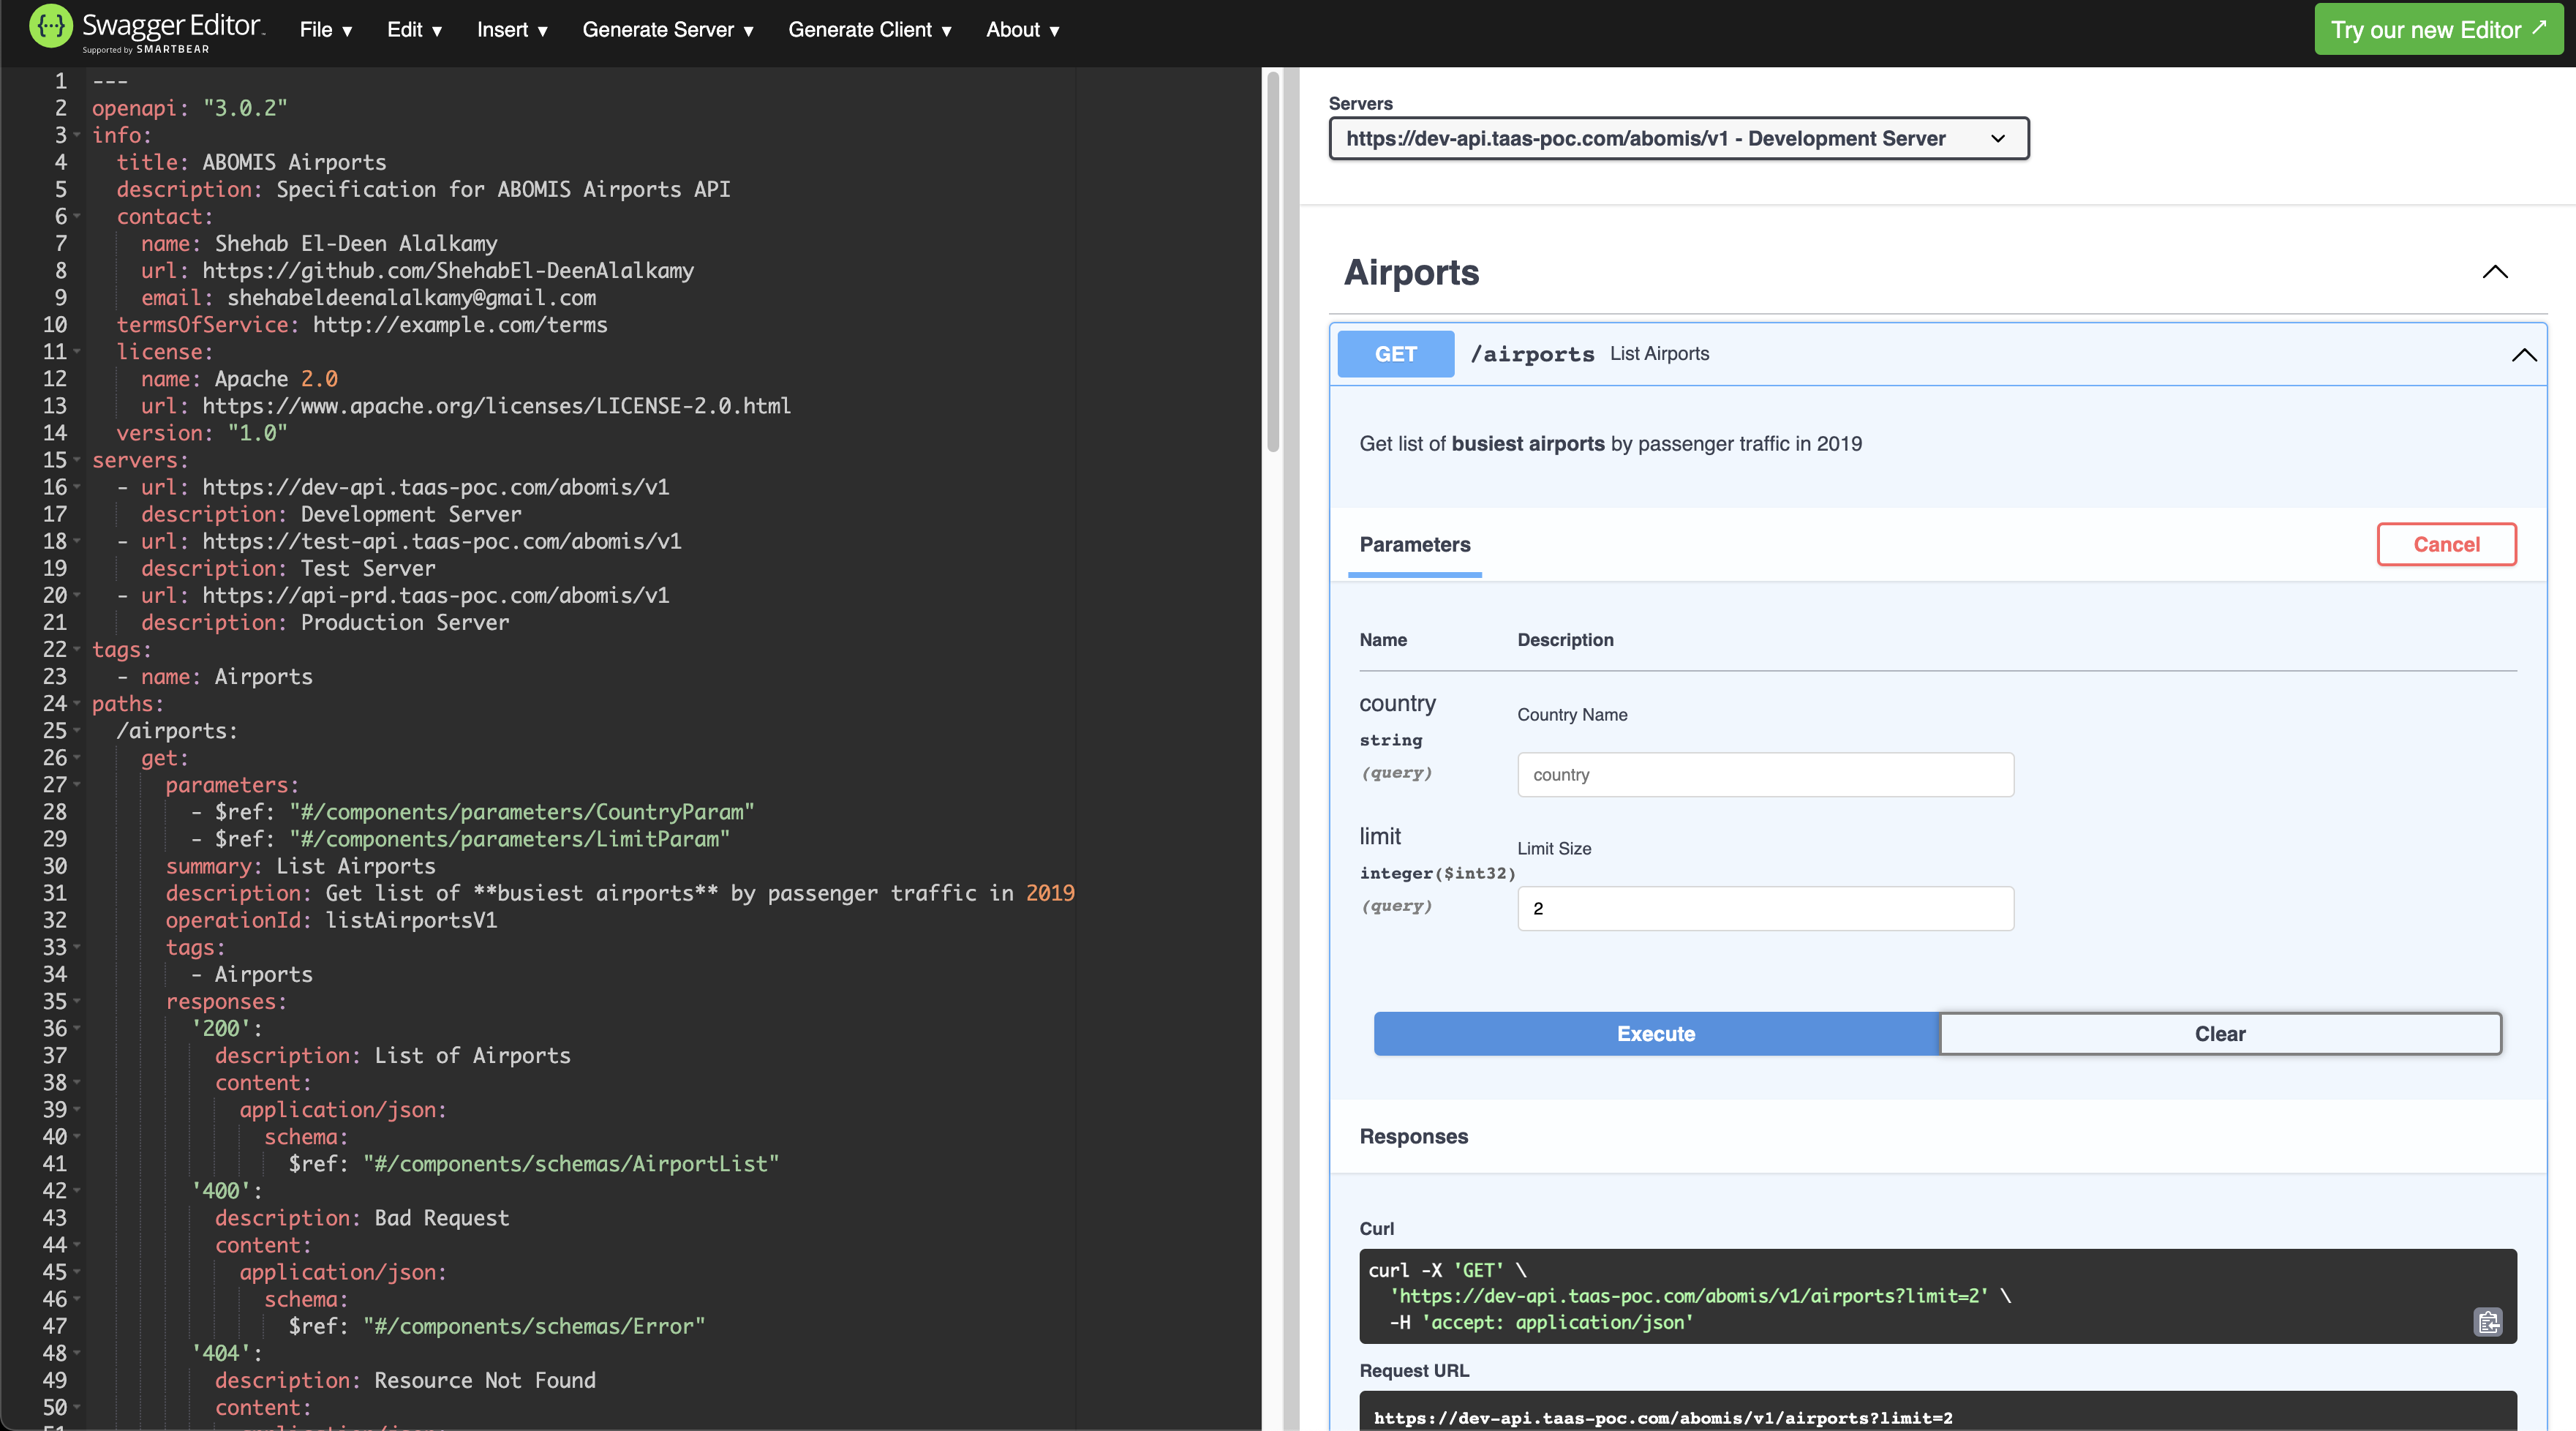 Swagger Editor
Supported by SMARTBEAR
File ▾ Edit ▾ Insert ▾ Generate Server ▾ Generate Client ▾ About ▾
Try our new Editor ↗
1 ---
2 openapi: "3.0.2"
3 info:
4 title: ABOMIS Airports
5 description: Specification for ABOMIS Airports API
6 contact:
7 name: Shehab El-Deen Alalkamy
8 url: https://github.com/ShehabEl-DeenAlalkamy
9 email: shehabeldeenalalkamy@gmail.com
10 termsOfService: http://example.com/terms
11 license:
12 name: Apache 2.0
13 url: https://www.apache.org/licenses/LICENSE-2.0.html
14 version: "1.0"
15 servers:
16 - url: https://dev-api.taas-poc.com/abomis/v1
17 description: Development Server
18 - url: https://test-api.taas-poc.com/abomis/v1
19 description: Test Server
20 - url: https://api-prd.taas-poc.com/abomis/v1
21 description: Production Server
22 tags:
23 - name: Airports
24 paths:
25 /airports:
26 get:
27 parameters:
28 - $ref: "#/components/parameters/CountryParam"
29 - $ref: "#/components/parameters/LimitParam"
30 summary: List Airports
31 description: Get list of **busiest airports** by passenger traffic in 2019
32 operationId: listAirportsV1
33 tags:
34 - Airports
35 responses:
36 '200':
37 description: List of Airports
38 content:
39 application/json:
40 schema:
41 $ref: "#/components/schemas/AirportList"
42 '400':
43 description: Bad Request
44 content:
45 application/json:
46 schema:
47 $ref: "#/components/schemas/Error"
48 '404':
49 description: Resource Not Found
50 content:
Servers
https://dev-api.taas-poc.com/abomis/v1 - Development Server
Airports
GET /airports List Airports
Get list of busiest airports by passenger traffic in 2019
Parameters
Cancel
Name Description
country
string
(query)
Country Name
country
limit
integer($int32)
(query)
Limit Size
2
Execute
Clear
Responses
Curl
curl -X 'GET' \
'https://dev-api.taas-poc.com/abomis/v1/airports?limit=2' \
-H 'accept: application/json'
Request URL
https://dev-api.taas-poc.com/abomis/v1/airports?limit=2